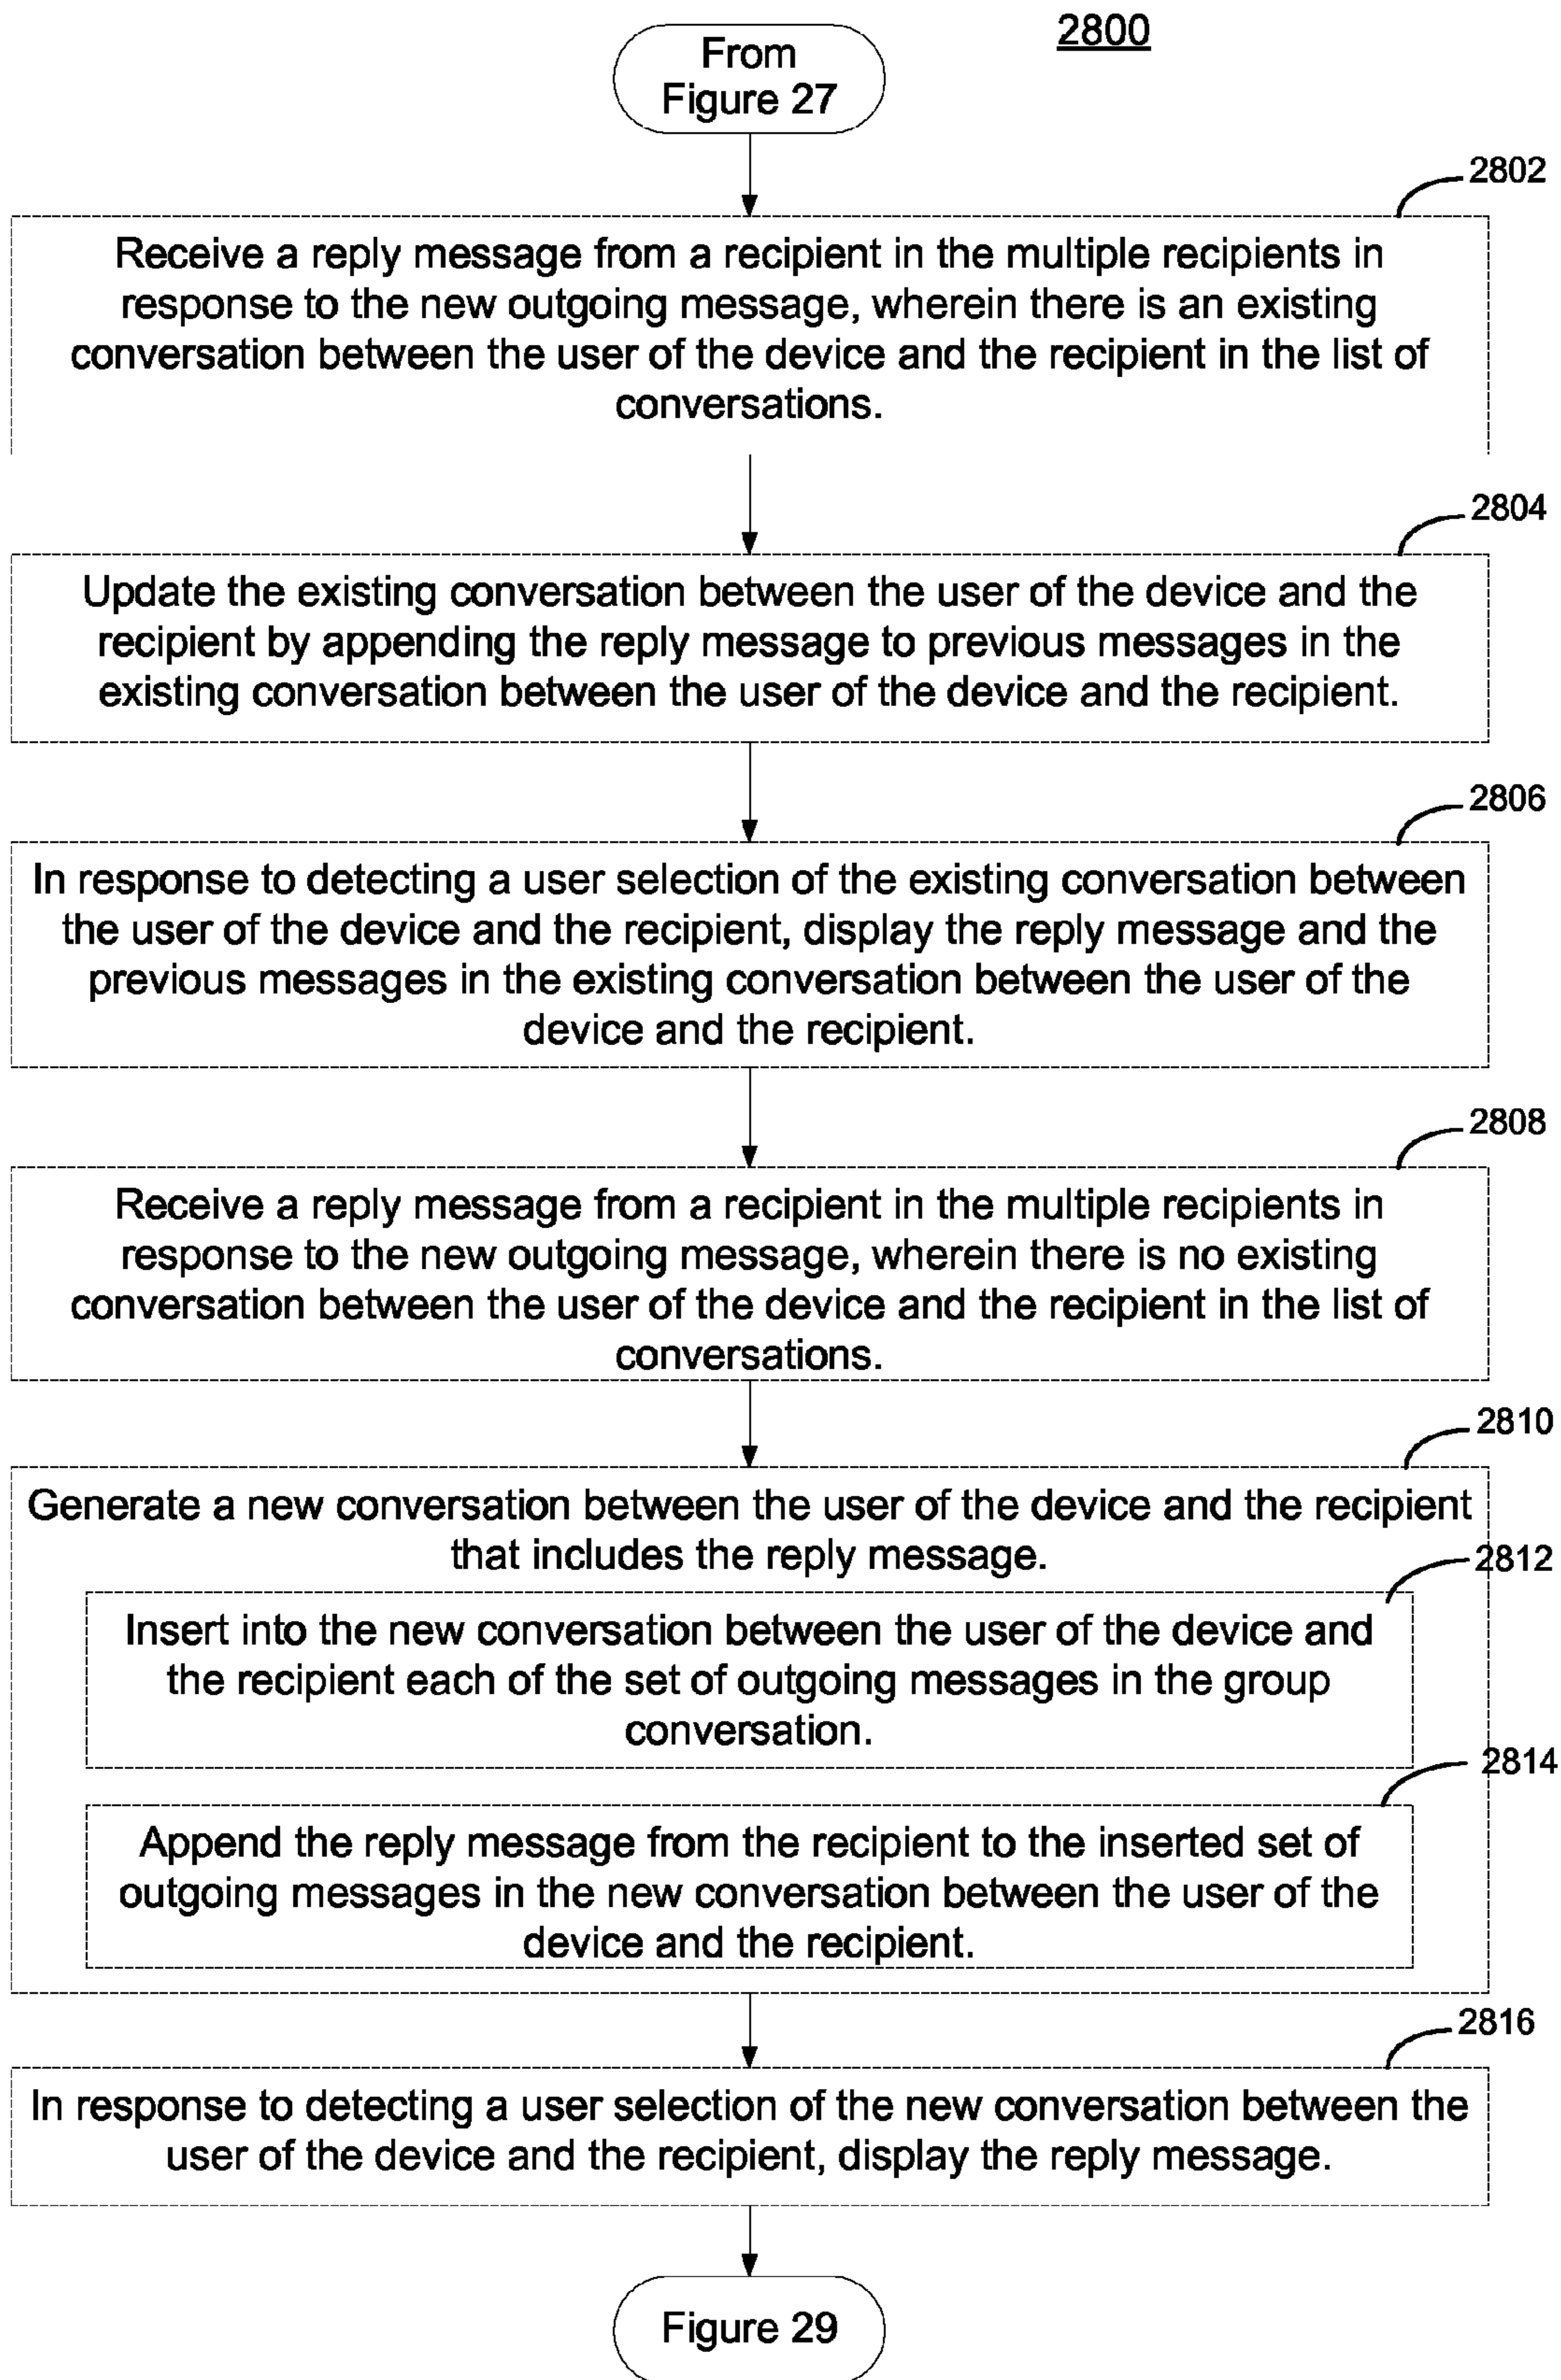 2800
From
Figure 27
2802
Receive a reply message from a recipient in the multiple recipients in
response to the new outgoing message, wherein there is an existing
conversation between the user of the device and the recipient in the list of
conversations.
2804
Update the existing conversation between the user of the device and the
recipient by appending the reply message to previous messages in the
existing conversation between the user of the device and the recipient.
2806
In response to detecting a user selection of the existing conversation between
the user of the device and the recipient, display the reply message and the
previous messages in the existing conversation between the user of the
device and the recipient.
2808
Receive a reply message from a recipient in the multiple recipients in
response to the new outgoing message, wherein there is no existing
conversation between the user of the device and the recipient in the list of
conversations.
2810
Generate a new conversation between the user of the device and the recipient
that includes the reply message.
2812
Insert into the new conversation between the user of the device and
the recipient each of the set of outgoing messages in the group
conversation.
2814
Append the reply message from the recipient to the inserted set of
outgoing messages in the new conversation between the user of the
device and the recipient.
2816
In response to detecting a user selection of the new conversation between the
user of the device and the recipient, display the reply message.
Figure 29